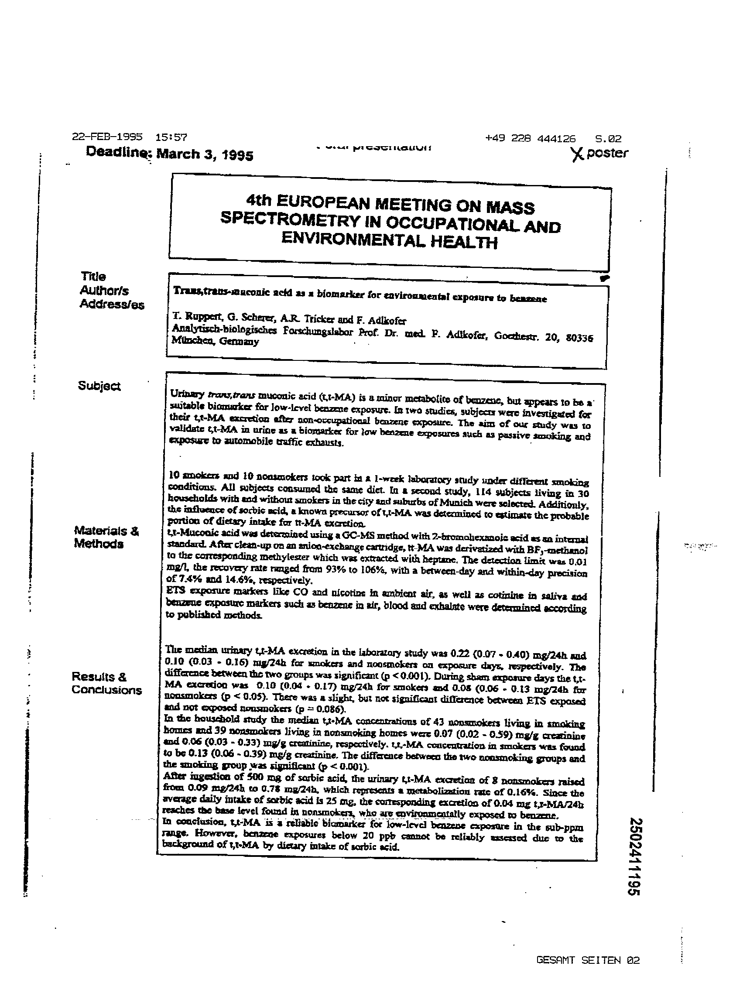 22-FEB-1995 15:57 +49 228 444126 S.02
Deadline: March 3, 1995 presentation X poster
4th EUROPEAN MEETING ON MASS
SPECTROMETRY IN OCCUPATIONAL AND
ENVIRONMENTAL HEALTH
Title
Author/s
Address/es
Trans,trans-muconic acid as a biomarker for environmental exposure to benzene
T. Ruppert, G. Scherer, A.R. Tricker and F. Adlkofer
Analytisch-biologisches Forschungslabor Prof. Dr. med. F. Adlkofer, Goethestr. 20, 80336
München, Germany
Subject
Urinary trans,trans muconic acid (t,t-MA) is a minor metabolite of benzene, but appears to be a
suitable biomarker for low-level benzene exposure. In two studies, subjects were investigated for
their t,t-MA excretion after non-occupational benzene exposure. The aim of our study was to
validate t,t-MA in urine as a biomarker for low benzene exposures such as passive smoking and
exposure to automobile traffic exhausts.
10 smokers and 10 nonsmokers took part in a 1-week laboratory study under different smoking
conditions. All subjects consumed the same diet. In a second study, 114 subjects living in 30
households with and without smokers in the city and suburbs of Munich were selected. Additionally,
the influence of sorbic acid, a known precursor of t,t-MA was determined to estimate the probable
portion of dietary intake for tt-MA excretion.
Materials &
Methods
t,t-Muconic acid was determined using a GC-MS method with 2-bromohexanoic acid as an internal
standard. After clean-up on an anion-exchange cartridge, tt-MA was derivatized with BF₃-methanol
to the corresponding methylester which was extracted with heptane. The detection limit was 0.01
mg/l, the recovery rate ranged from 93% to 106%, with a between-day and within-day precision
of 7.4% and 14.6%, respectively.
ETS exposure markers like CO and nicotine in ambient air, as well as cotinine in saliva and
benzene exposure markers such as benzene in air, blood and exhalate were determined according
to published methods.
Results &
Conclusions
The median urinary t,t-MA excretion in the laboratory study was 0.22 (0.07 - 0.40) mg/24h and
0.10 (0.03 - 0.16) mg/24h for smokers and nonsmokers on exposure days, respectively. The
difference between the two groups was significant (p < 0.001). During sham exposure days the t,t-
MA excretion was 0.10 (0.04 - 0.17) mg/24h for smokers and 0.08 (0.06 - 0.13 mg/24h for
nonsmokers (p < 0.05). There was a slight, but not significant difference between ETS exposed
and not exposed nonsmokers (p = 0.086).
In the household study the median t,t-MA concentrations of 43 nonsmokers living in smoking
homes and 39 nonsmokers living in nonsmoking homes were 0.07 (0.02 - 0.59) mg/g creatinine
and 0.06 (0.03 - 0.33) mg/g creatinine, respectively. t,t,-MA concentration in smokers was found
to be 0.13 (0.06 - 0.39) mg/g creatinine. The difference between the two nonsmoking groups and
the smoking group was significant (p < 0.001).
After ingestion of 500 mg of sorbic acid, the urinary t,t-MA excretion of 8 nonsmokers raised
from 0.09 mg/24h to 0.78 mg/24h, which represents a metabolization rate of 0.16%. Since the
average daily intake of sorbic acid is 25 mg, the corresponding excretion of 0.04 mg t,t-MA/24h
reaches the base level found in nonsmokers, who are environmentally exposed to benzene.
In conclusion, t,t-MA is a reliable biomarker for low-level benzene exposure in the sub-ppm
range. However, benzene exposures below 20 ppb cannot be reliably assessed due to the
background of t,t-MA by dietary intake of sorbic acid.
2502411195
GESAMT SEITEN 02